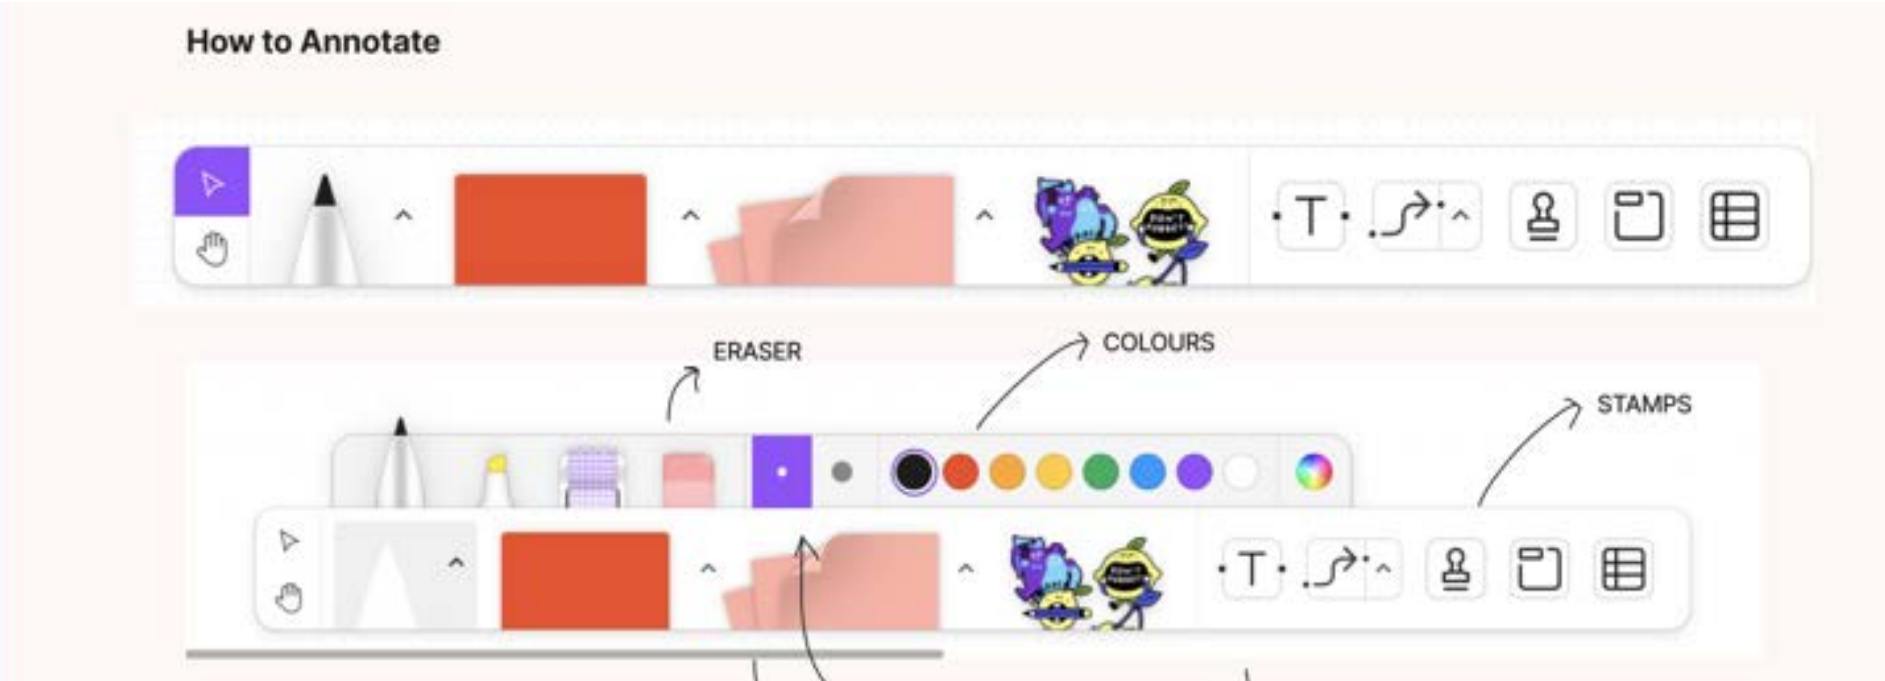 How to Annotate
T
ERASER
COLOURS
STAMPS
T